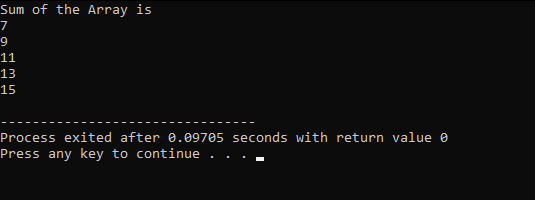 Sum of the Array is
7
9
11
13
15
--------------------------------
Process exited after 0.09705 seconds with return value 0
Press any key to continue . . .